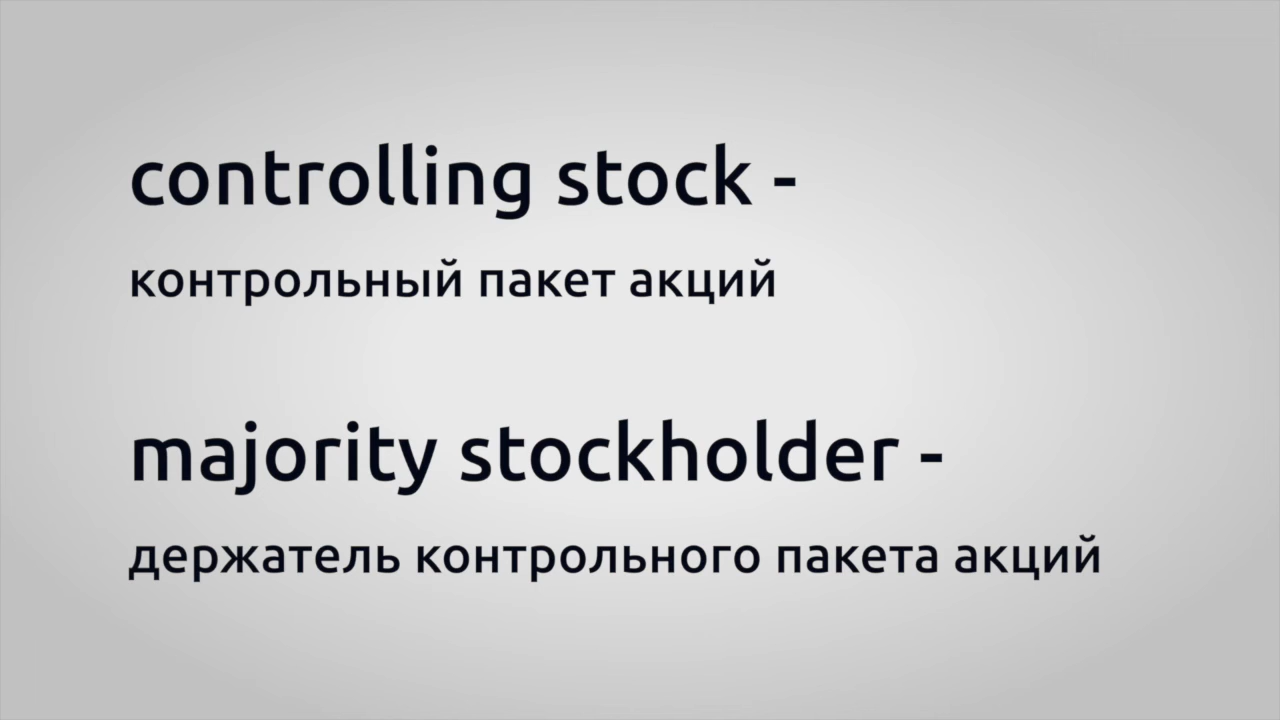 controlling stock -
контрольный пакет акций
majority stockholder -
держатель контрольного пакета акций